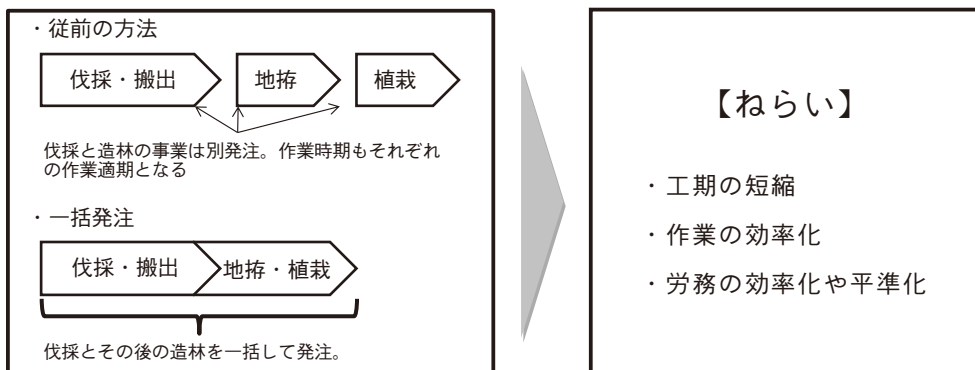 ・従前の方法
伐採・搬出
地拵
植栽
伐採と造林の事業は別発注。作業時期もそれぞれ
の作業適期となる
・一括発注
伐採・搬出
地拵・植栽
伐採とその後の造林を一括して発注。
【ねらい】
・工期の短縮
・作業の効率化
・労務の効率化や平準化